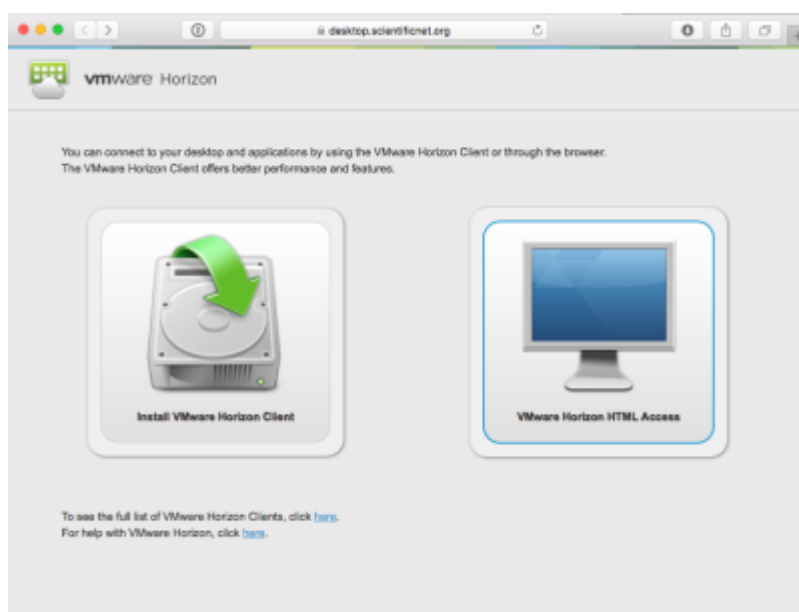 desktop.scientificnet.org
vmware Horizon
You can connect to your desktop and applications by using the VMware Horizon Client or through the browser.
The VMware Horizon Client offers better performance and features.
Install VMware Horizon Client
VMware Horizon HTML Access
To see the full list of VMware Horizon Clients, click here.
For help with VMware Horizon, click here.